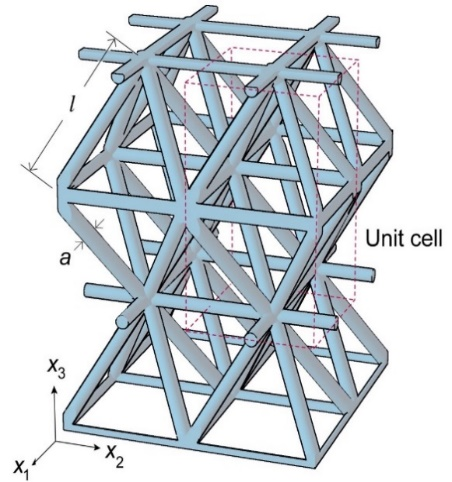 l
a
Unit cell
x₃
x₂
x₁